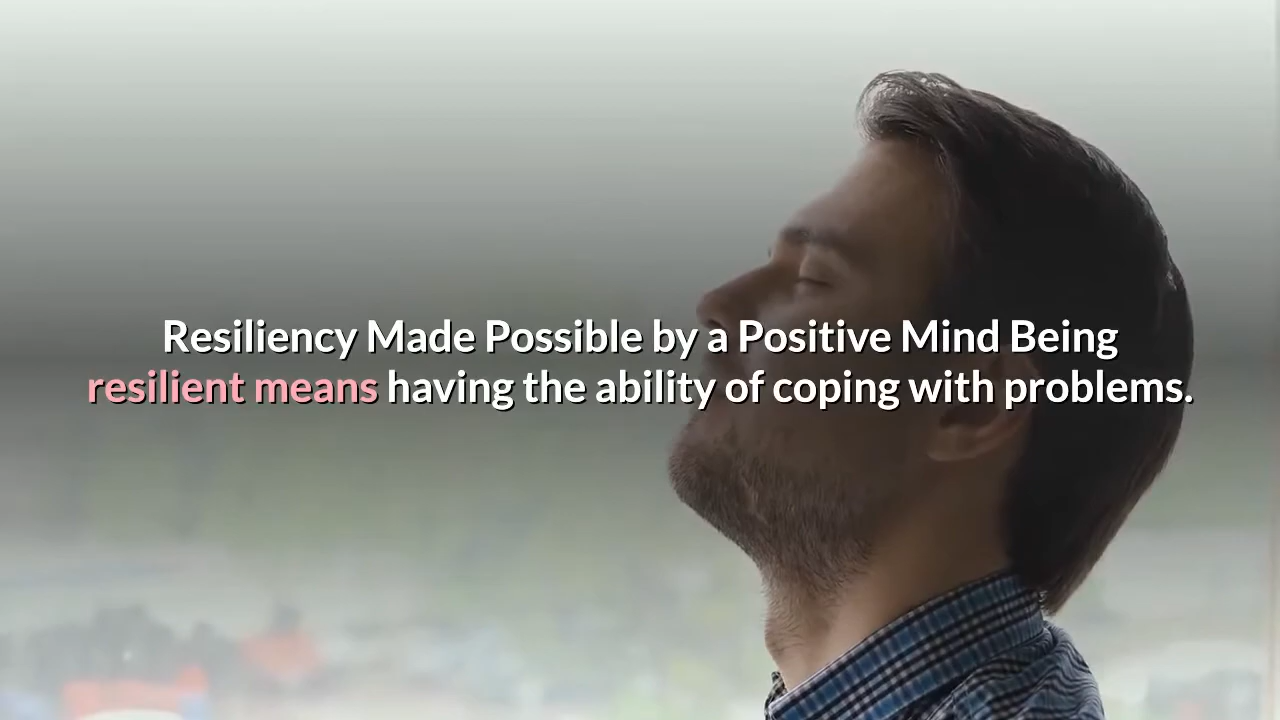 Resiliency Made Possible by a Positive Mind Being
resilient means having the ability of coping with problems.